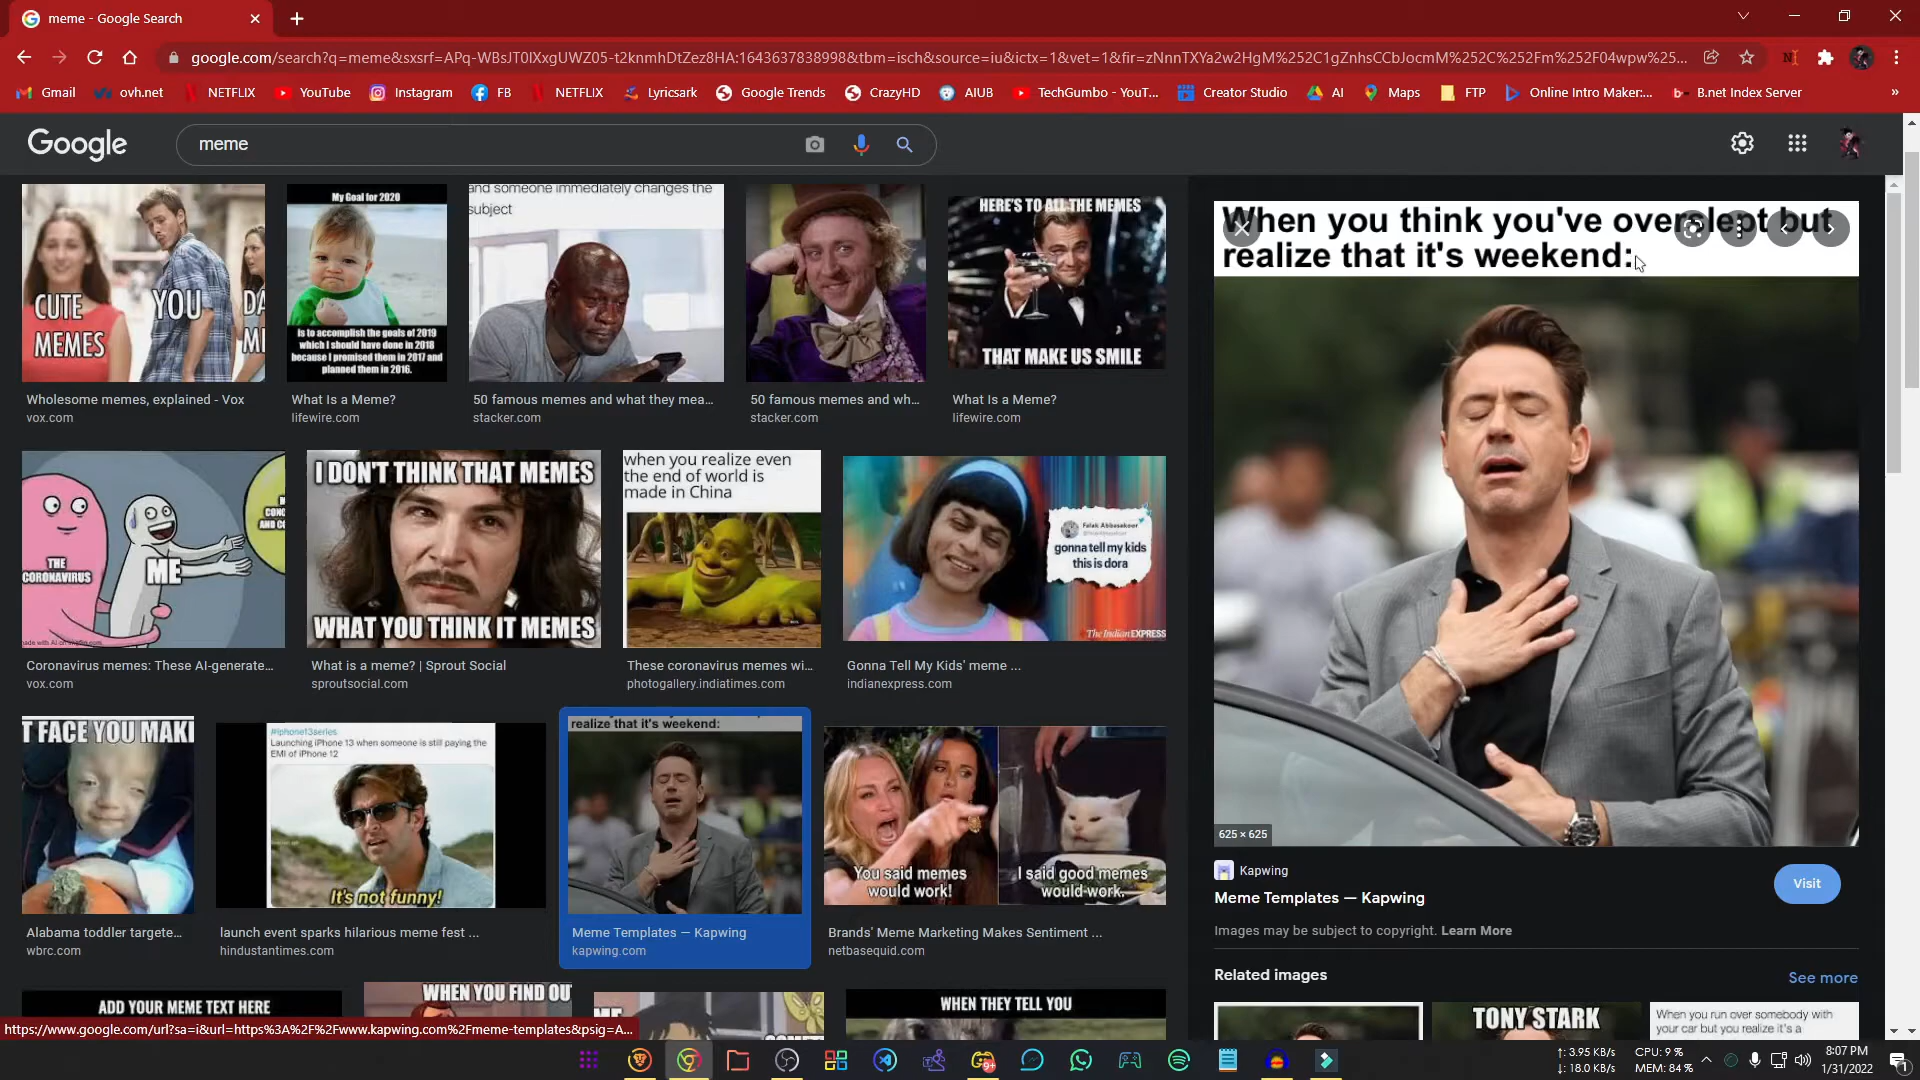 meme - Google Search
google.com/search?q=meme&sxsrf=APq-WBsJT0IXxgUWZ05-t2knmhDtZez8HA:1643637838998&tbm=isch&source=iu&ictx=1&vet=1&fir=zNnnTXYa2w2HgM%252C1gZnhsCCbJocmM%252C%252Fm%252F04wpw%25...
Gmail
ovh.net
NETFLIX
YouTube
Instagram
FB
NETFLIX
Lyricsark
Google Trends
CrazyHD
AIUB
TechGumbo - YouT...
Creator Studio
AI
Maps
FTP
Online Intro Maker:...
B.net Index Server
»
Google
meme
CUTE
MEMES
YOU
My Goal for 2020
is to accomplish the goals of 2019
which I should have done in 2018
because I promised them in 2017 and
planned them in 2016.
and someone immediately changes the
subject
HERE'S TO ALL THE MEMES
THAT MAKE US SMILE
Wholesome memes, explained - Vox
vox.com
What Is a Meme?
lifewire.com
50 famous memes and what they mea...
stacker.com
50 famous memes and wh...
stacker.com
What Is a Meme?
lifewire.com
THE
CORONAVIRUS
ME
I DON'T THINK THAT MEMES
WHAT YOU THINK IT MEMES
when you realize even
the end of world is
made in China
Falak Abbasakoor
gonna tell my kids
this is dora
The Indian EXPRESS
Coronavirus memes: These AI-generate...
vox.com
What is a meme? | Sprout Social
sproutsocial.com
These coronavirus memes wi...
photogallery.indiatimes.com
Gonna Tell My Kids' meme ...
indianexpress.com
T FACE YOU MAKE
#iphone13series
Launching iPhone 13 when someone is still paying the
EMI of iPhone 12
It's not funny!
realize that it's weekend:
You said memes
would work!
I said good memes
would work.
Alabama toddler targete...
wbrc.com
launch event sparks hilarious meme fest ...
hindustantimes.com
Meme Templates — Kapwing
kapwing.com
Brands' Meme Marketing Makes Sentiment ...
netbasequid.com
ADD YOUR MEME TEXT HERE
WHEN YOU FIND OUT
WHEN THEY TELL YOU
When you think you've overslept but
realize that it's weekend:
625 × 625
Kapwing
Meme Templates — Kapwing
Visit
Images may be subject to copyright. Learn More
Related images
See more
TONY STARK
When you run over somebody with
your car but you realize it's a
https://www.google.com/url?sa=i&url=https%3A%2F%2Fwww.kapwing.com%2Fmeme-templates&psig=A...
9+
↑: 3.95 KB/s
↓: 18.0 KB/s
CPU: 9 %
MEM: 84 %
8:07 PM
1/31/2022
1